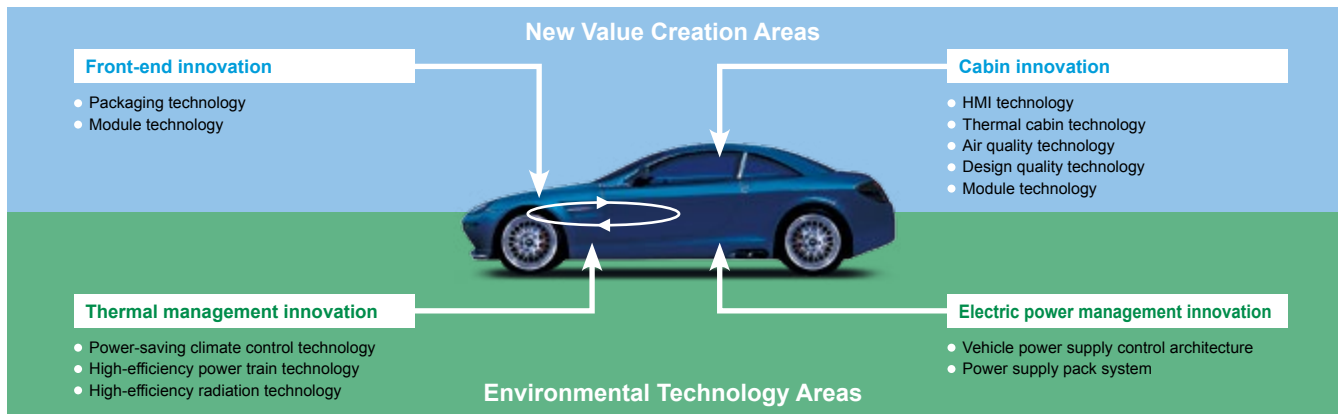 New Value Creation Areas
Front-end innovation
Packaging technology
Module technology
Cabin innovation
HMI technology
Thermal cabin technology
Air quality technology
Design quality technology
Module technology
Thermal management innovation
Power-saving climate control technology
High-efficiency power train technology
High-efficiency radiation technology
Electric power management innovation
Vehicle power supply control architecture
Power supply pack system
Environmental Technology Areas